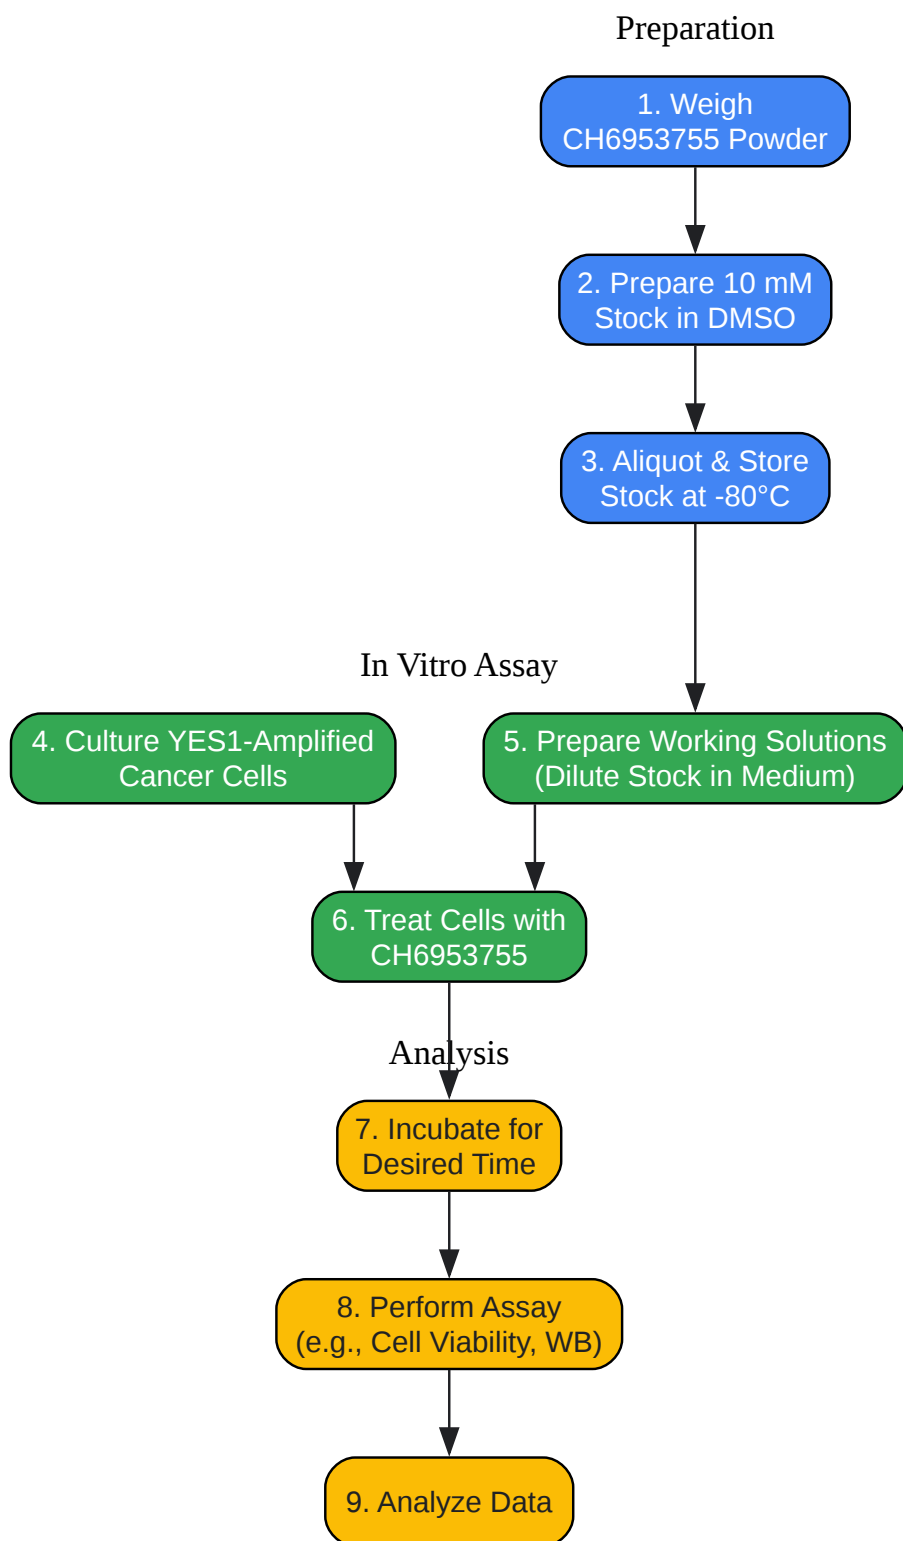 Preparation
1. Weigh
CH6953755 Powder
2. Prepare 10 mM
Stock in DMSO
3. Aliquot & Store
Stock at -80°C
In Vitro Assay
4. Culture YES1-Amplified
Cancer Cells
5. Prepare Working Solutions
(Dilute Stock in Medium)
6. Treat Cells with
CH6953755
Analysis
7. Incubate for
Desired Time
8. Perform Assay
(e.g., Cell Viability, WB)
9. Analyze Data